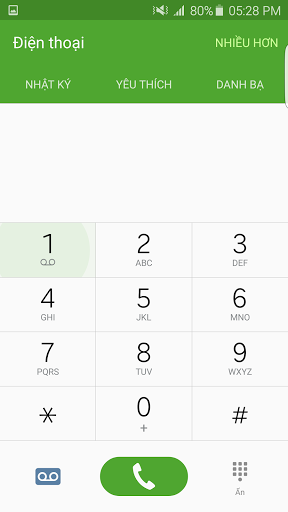 80% 05:28 PM
Điện thoại NHIỀU HƠN
NHẬT KÝ YÊU THÍCH DANH BẠ
1 2 3
ABC DEF
4 5 6
GHI JKL MNO
7 8 9
PQRS TUV WXYZ
* 0 #
+
Ẩn